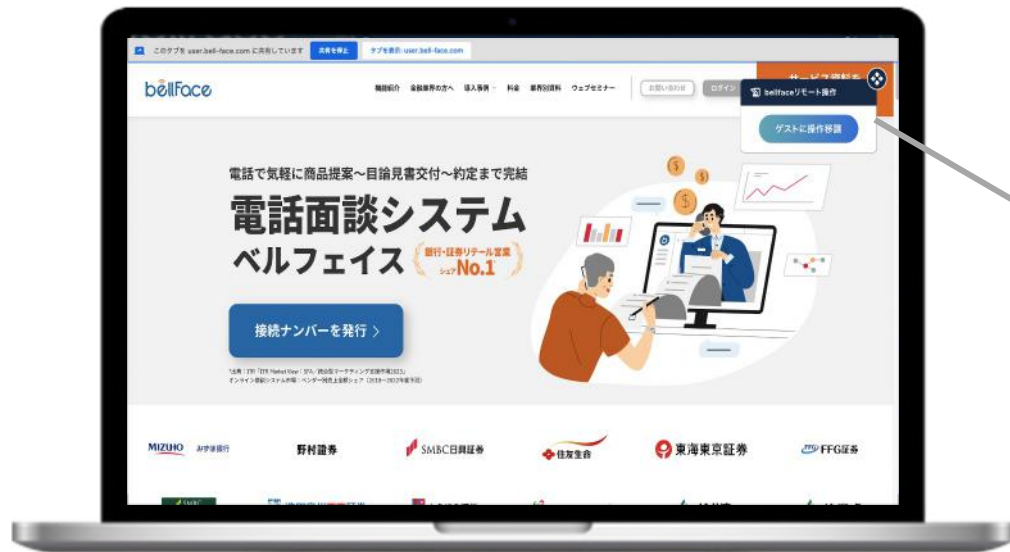 このタブを user.bell-face.com に共有しています
共有を停止
タブを表示: user.bell-face.com
bellFace
機能紹介 金融業界の方へ 導入事例 料金 業界別資料 ウェブセミナー
お問い合わせ
ログイン
サービス資料を
bellfaceリモート操作
ゲストに操作移譲
電話で気軽に商品提案〜目論見書交付〜約定まで完結
電話面談システム
ベルフェイス
銀行・証券リテール営業
シェアNo.1
接続ナンバーを発行 〉
MIZUHO みずほ銀行
野村證券
SMBC日興証券
住友生命
東海東京証券
FFG証券
SMBC